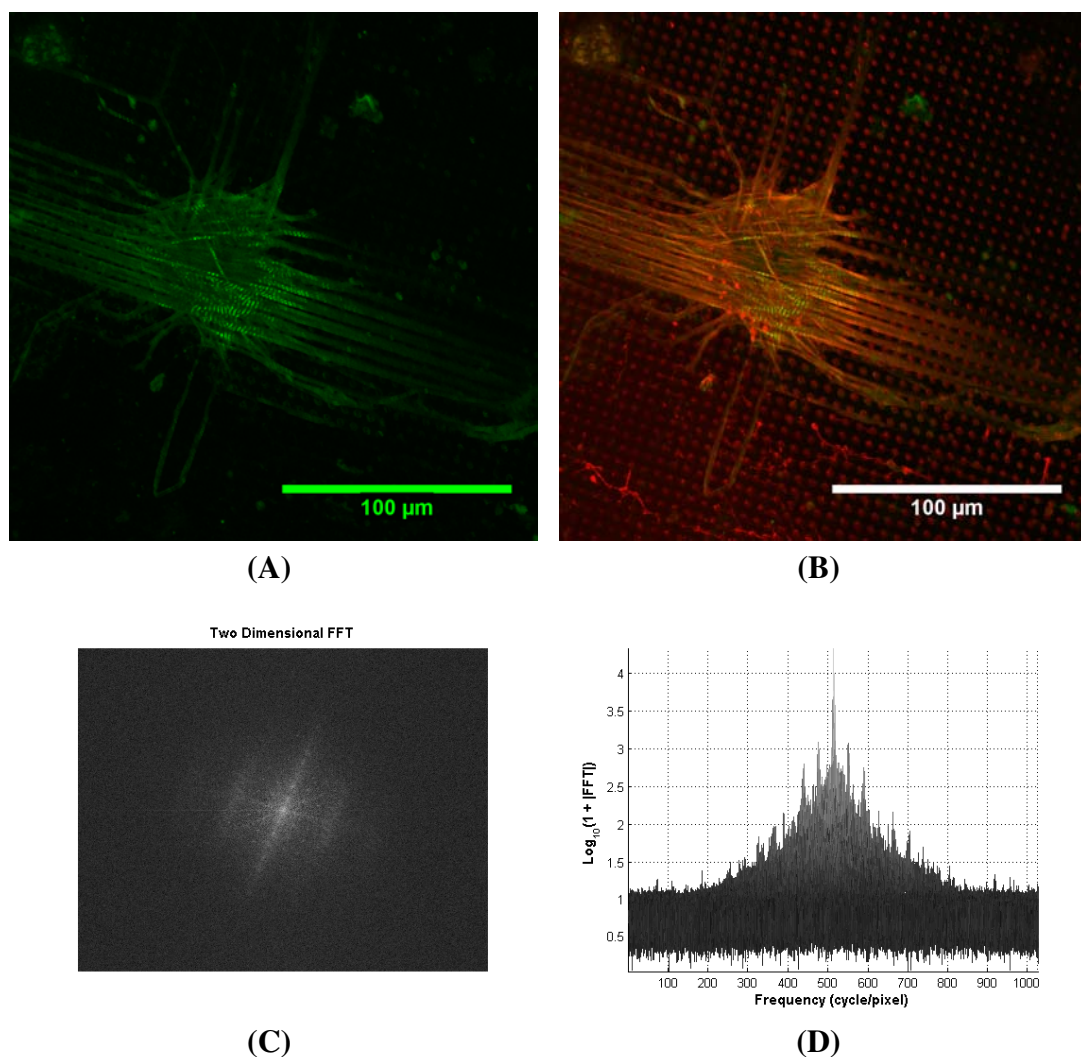 100 µm
100 µm
(A)
(B)
Two Dimensional FFT
Log10(1 + |FFT|)
4
3.5
3
2.5
2
1.5
1
0.5
100 200 300 400 500 600 700 800 900 1000
Frequency (cycle/pixel)
(C)
(D)